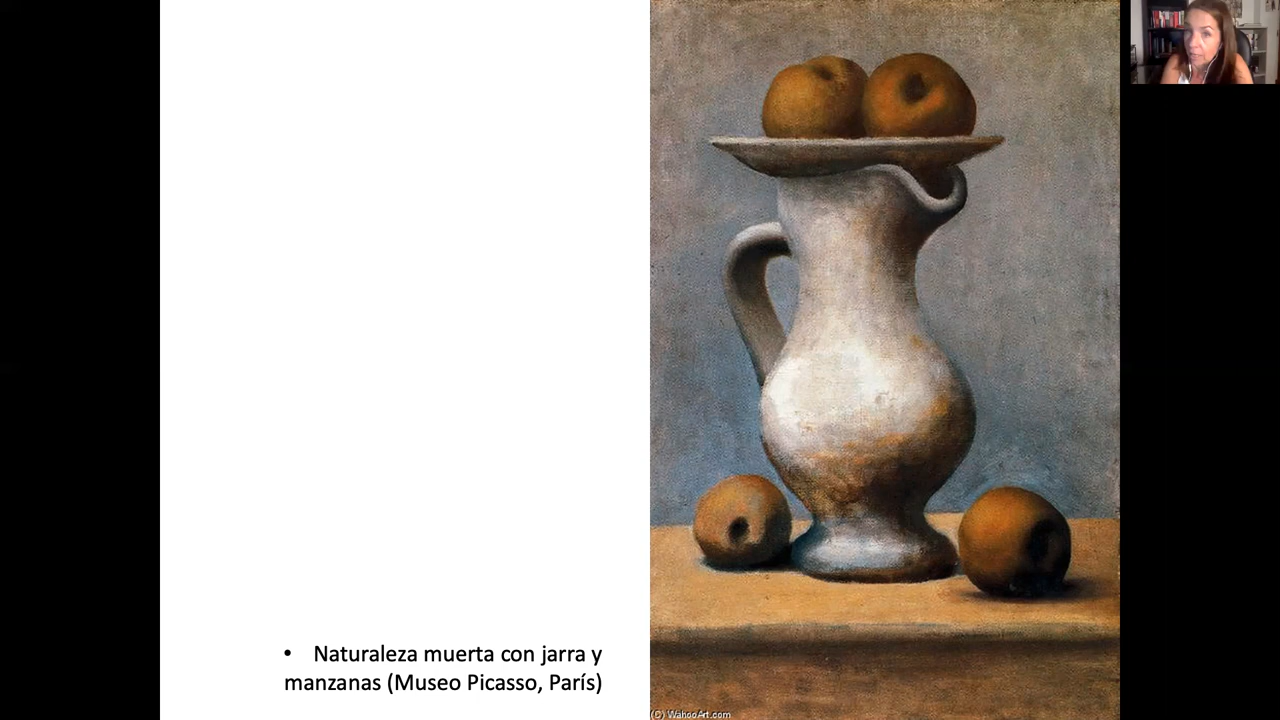 • Naturaleza muerta con jarra y
manzanas (Museo Picasso, París)
(C) WahooArt.com